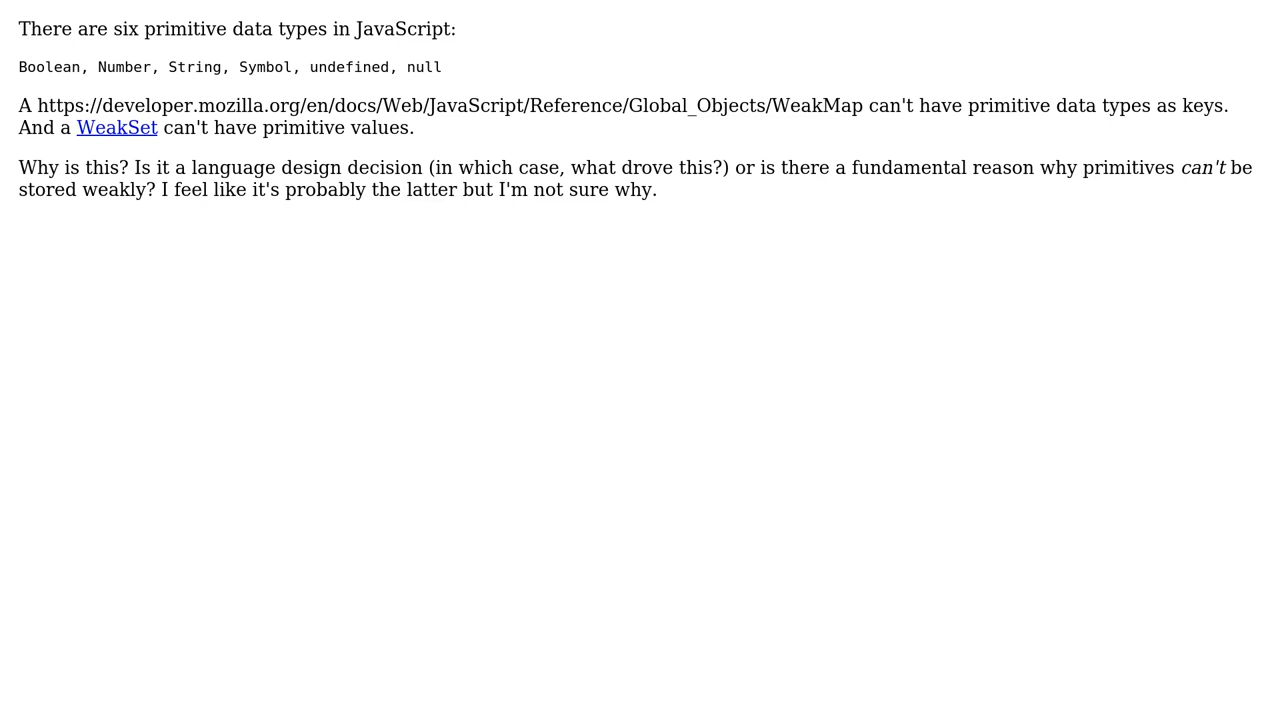 There are six primitive data types in JavaScript:
Boolean, Number, String, Symbol, undefined, null
A https://developer.mozilla.org/en/docs/Web/JavaScript/Reference/Global_Objects/WeakMap can't have primitive data types as keys.
And a WeakSet can't have primitive values.
Why is this? Is it a language design decision (in which case, what drove this?) or is there a fundamental reason why primitives can't be
stored weakly? I feel like it's probably the latter but I'm not sure why.